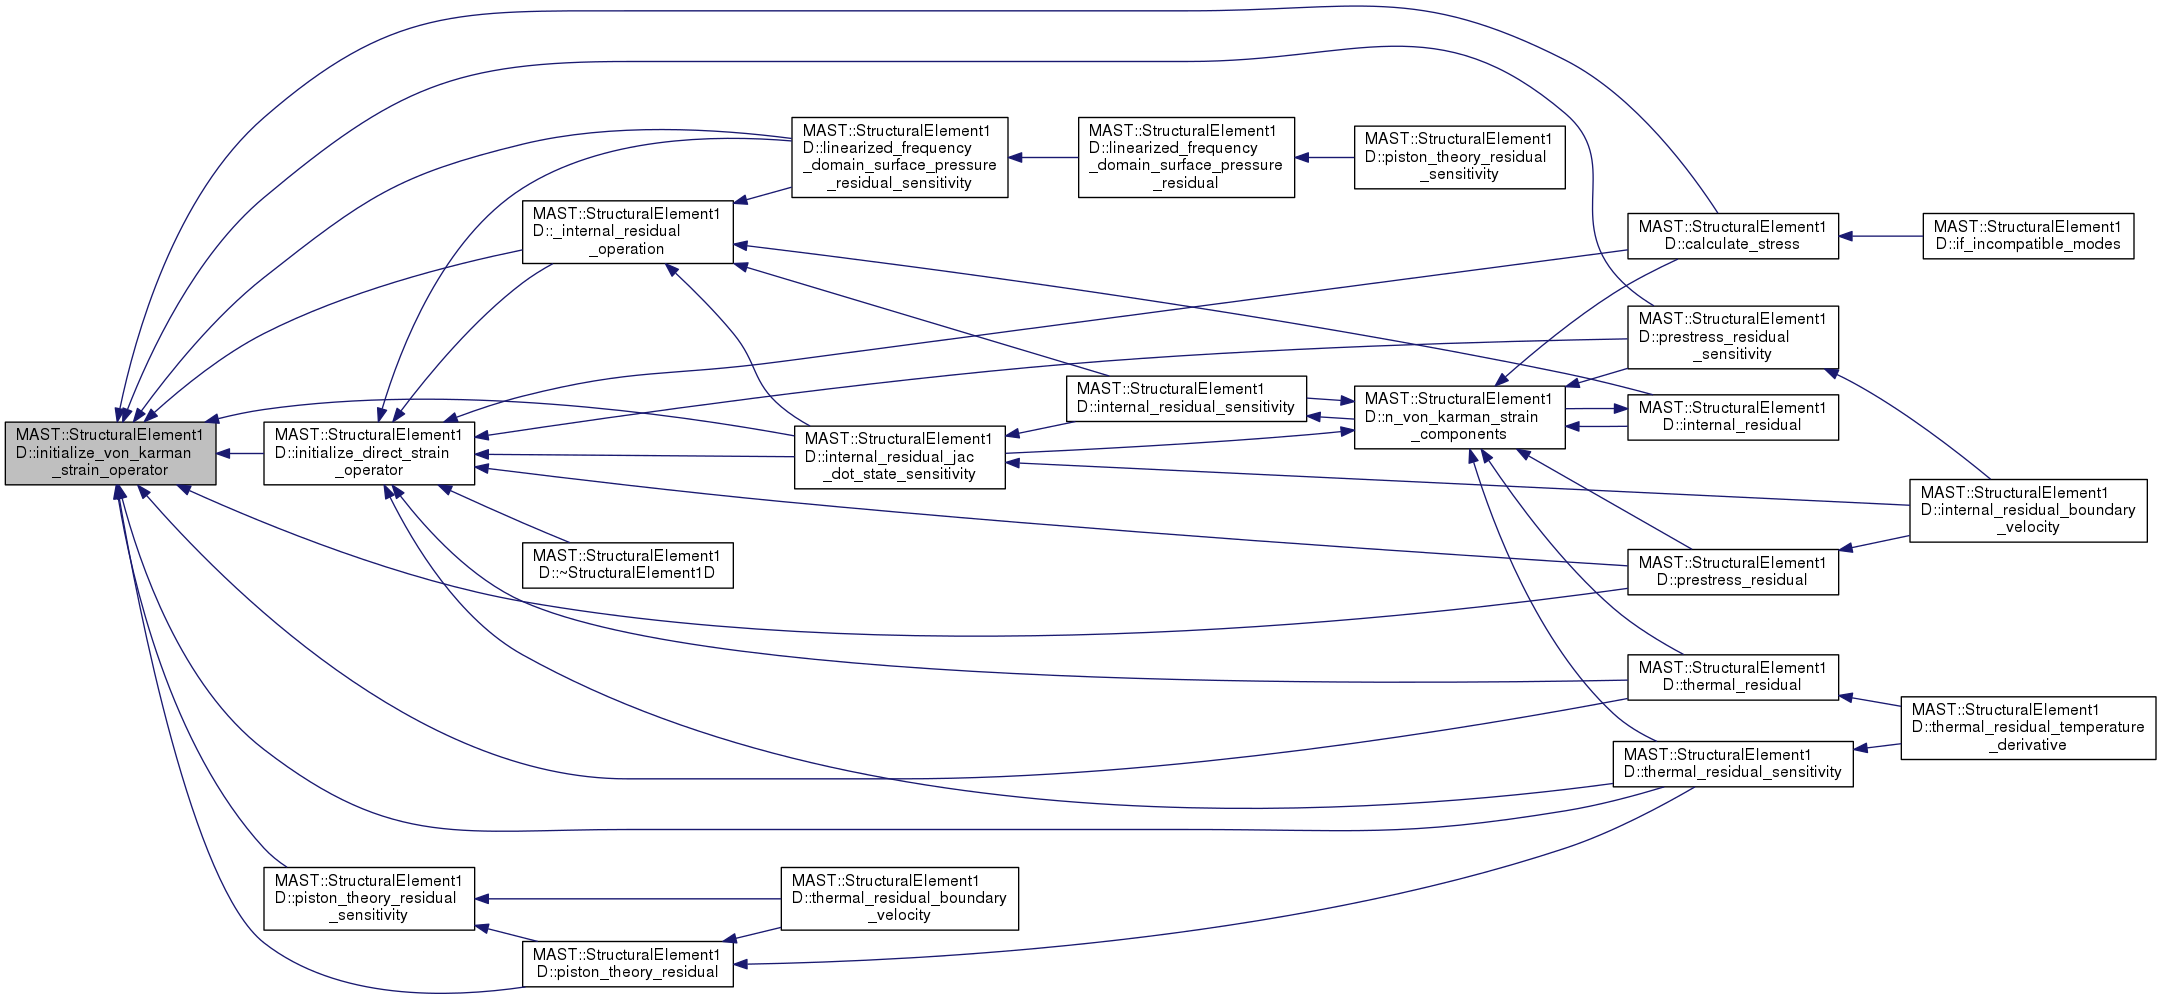 MAST::StructuralElement1
D::initialize_von_karman
_strain_operator
MAST::StructuralElement1
D::initialize_direct_strain
_operator
MAST::StructuralElement1
D::_internal_residual
_operation
MAST::StructuralElement1
D::linearized_frequency
_domain_surface_pressure
_residual_sensitivity
MAST::StructuralElement1
D::linearized_frequency
_domain_surface_pressure
_residual
MAST::StructuralElement1
D::piston_theory_residual
_sensitivity
MAST::StructuralElement1
D::calculate_stress
MAST::StructuralElement1
D::if_incompatible_modes
MAST::StructuralElement1
D::prestress_residual
_sensitivity
MAST::StructuralElement1
D::internal_residual_sensitivity
MAST::StructuralElement1
D::n_von_karman_strain
_components
MAST::StructuralElement1
D::internal_residual
MAST::StructuralElement1
D::internal_residual_jac
_dot_state_sensitivity
MAST::StructuralElement1
D::internal_residual_boundary
_velocity
MAST::StructuralElement1
D::~StructuralElement1D
MAST::StructuralElement1
D::prestress_residual
MAST::StructuralElement1
D::thermal_residual
MAST::StructuralElement1
D::thermal_residual_temperature
_derivative
MAST::StructuralElement1
D::thermal_residual_sensitivity
MAST::StructuralElement1
D::piston_theory_residual
_sensitivity
MAST::StructuralElement1
D::thermal_residual_boundary
_velocity
MAST::StructuralElement1
D::piston_theory_residual